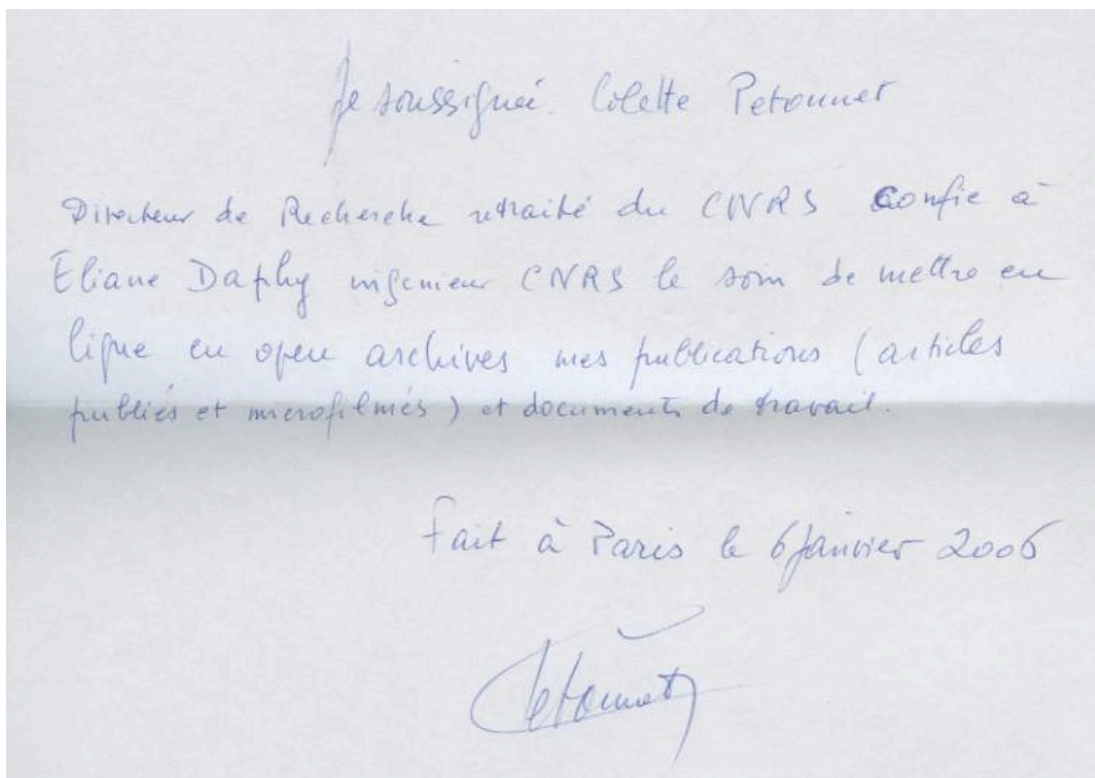 Je soussignée. Colette Petonnet
Directeur de Recherche retraité du CNRS confie à
Eliane Daphy ingenieur CNRS le soin de mettre en
ligne en open archives mes publications (articles
publiés et microfilmés) et documents de travail.
Fait à Paris le 6 janvier 2006
Petonnet